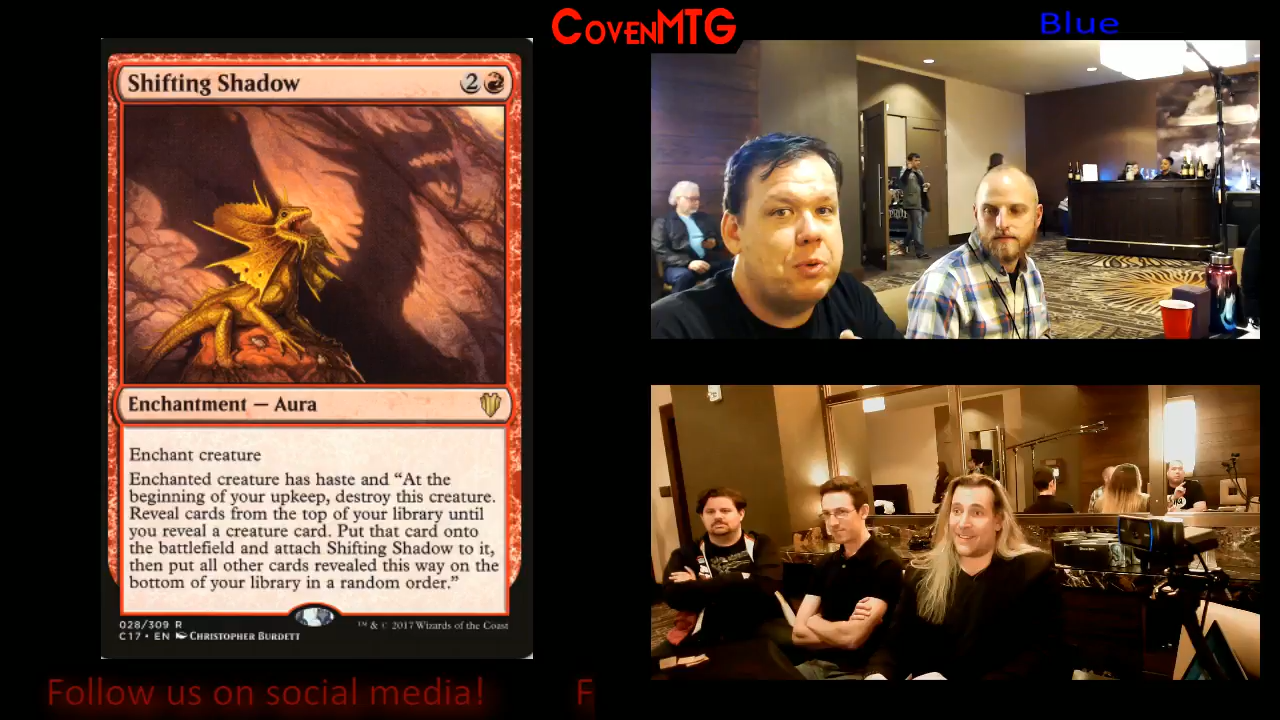 CovenMTG
Blue
Shifting Shadow 2
Enchantment — Aura
Enchant creature
Enchanted creature has haste and “At the
beginning of your upkeep, destroy this creature.
Reveal cards from the top of your library until
you reveal a creature card. Put that card onto
the battlefield and attach Shifting Shadow to it,
then put all other cards revealed this way on the
bottom of your library in a random order.”
028/309 R
C17 • EN Christopher Burdett
™ & © 2017 Wizards of the Coast
Follow us on social media! F